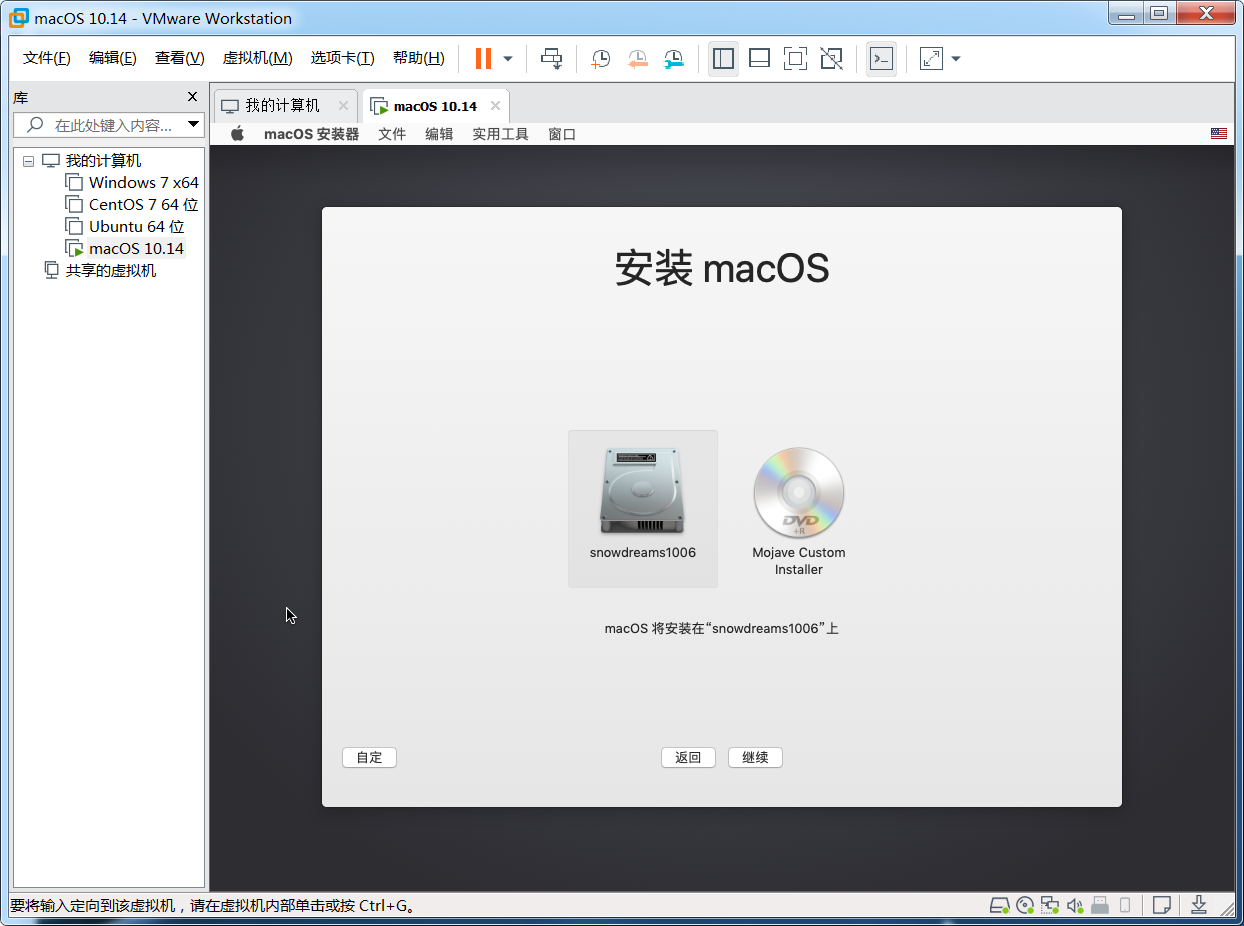 macOS 10.14 - VMware Workstation
文件(F) 编辑(E) 查看(V) 虚拟机(M) 选项卡(T) 帮助(H)
库
在此处键入内容...
我的计算机
Windows 7 x64
CentOS 7 64 位
Ubuntu 64 位
macOS 10.14
共享的虚拟机
我的计算机 macOS 10.14
macOS 安装器 文件 编辑 实用工具 窗口
安装 macOS
snowdreams1006
DVD
+R
Mojave Custom
Installer
macOS 将安装在“snowdreams1006”上
自定 返回 继续
要将输入定向到该虚拟机，请在虚拟机内部单击或按 Ctrl+G。